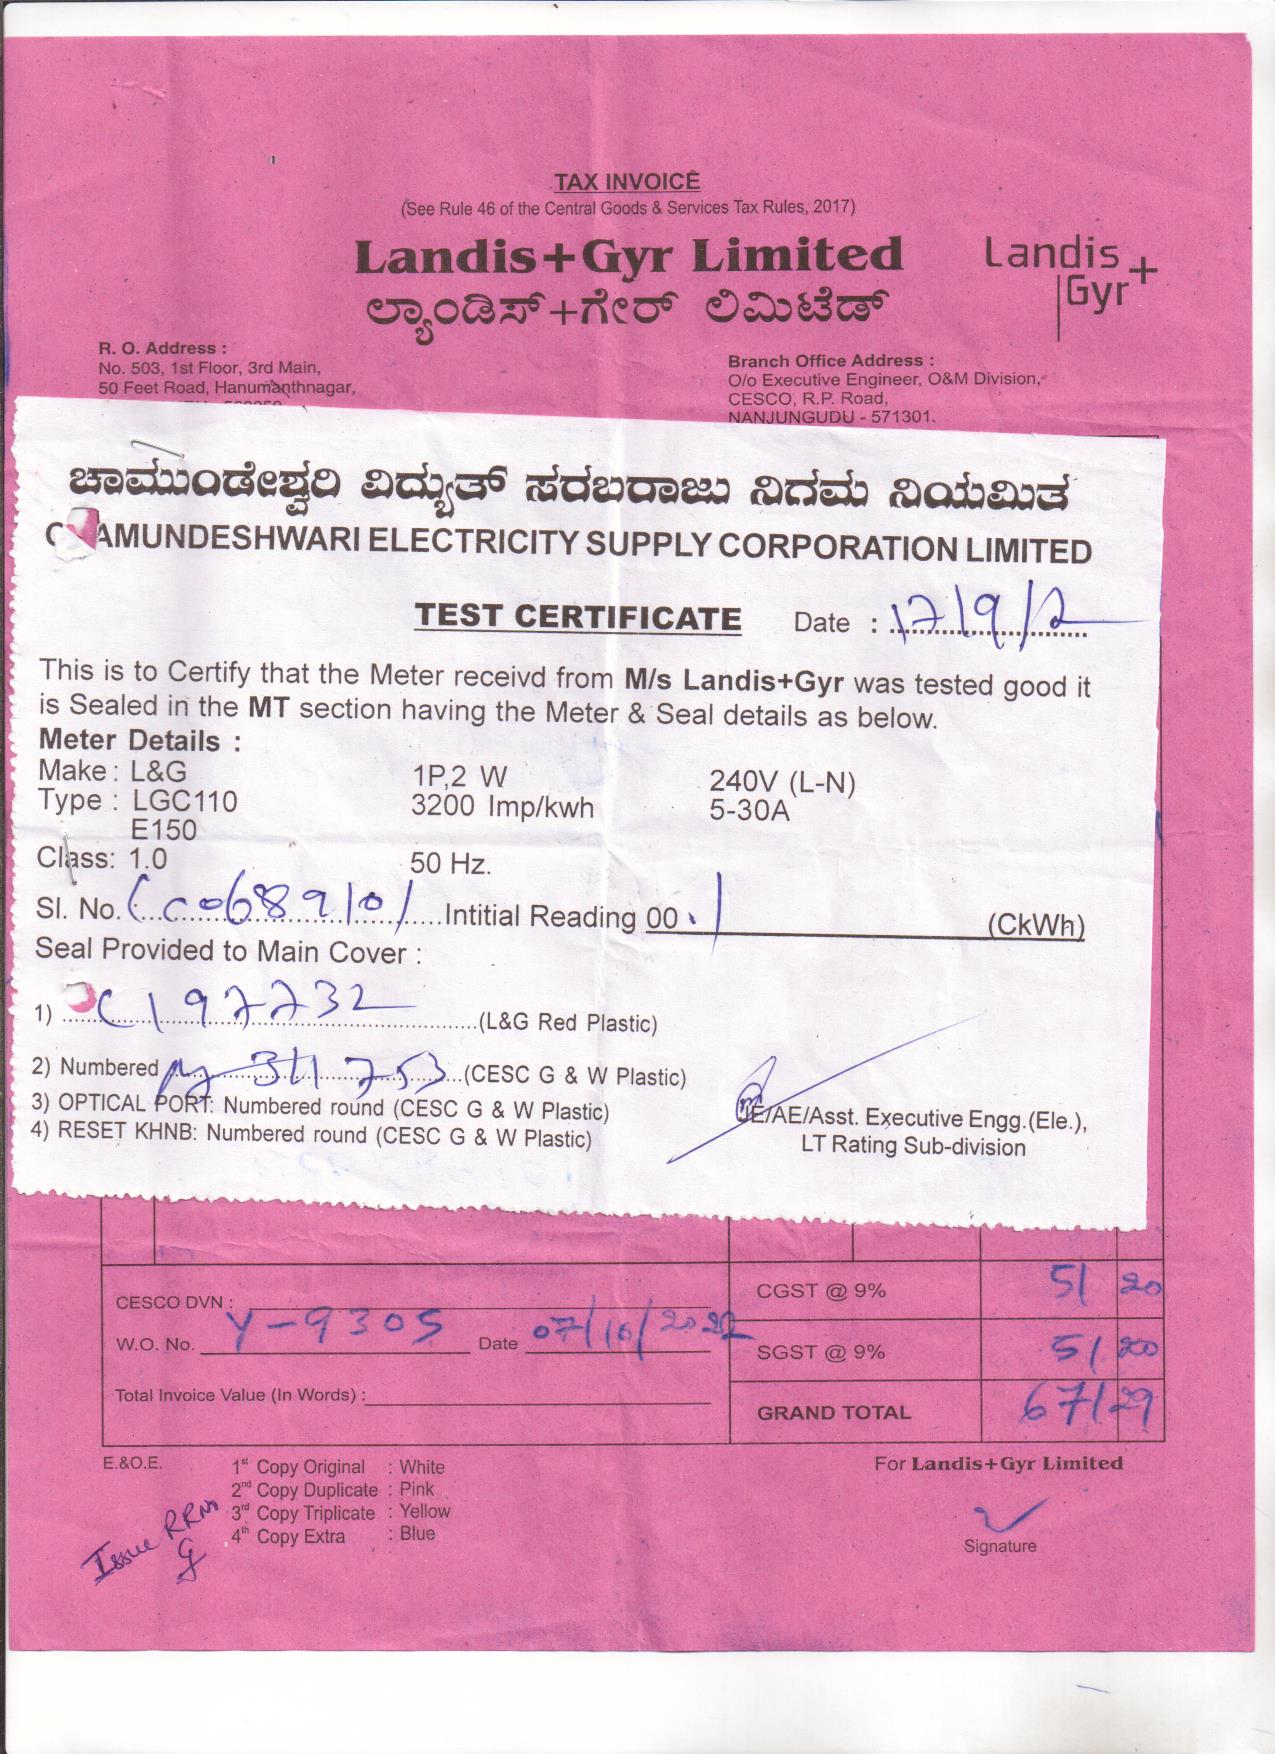 TAX INVOICE
(See Rule 46 of the Central Goods & Services Tax Rules, 2017)
Landis+Gyr Limited
ಲ್ಯಾಂಡಿಸ್+ಗೇರ್ ಲಿಮಿಟೆಡ್
Landis+
Gyr
R. O. Address :
No. 503, 1st Floor, 3rd Main,
50 Feet Road, Hanumanthnagar,
Branch Office Address :
O/o Executive Engineer, O&M Division,
CESCO, R.P. Road,
NANJUNGUDU - 571301.
ಚಾಮುಂಡೇಶ್ವರಿ ವಿದ್ಯುತ್ ಸರಬರಾಜು ನಿಗಮ ನಿಯಮಿತ
AMUNDESHWARI ELECTRICITY SUPPLY CORPORATION LIMITED
TEST CERTIFICATE Date : 17/9/2
This is to Certify that the Meter receivd from M/s Landis+Gyr was tested good it
is Sealed in the MT section having the Meter & Seal details as below.
Meter Details :
Make : L&G 1P,2 W 240V (L-N)
Type : LGC110 3200 Imp/kwh 5-30A
E150
Class: 1.0 50 Hz.
Sl. No. Intitial Reading 00.1 (CkWh)
Seal Provided to Main Cover :
1) C197732 (L&G Red Plastic)
2) Numbered 311753 (CESC G & W Plastic)
3) OPTICAL PORT: Numbered round (CESC G & W Plastic)
4) RESET KHNB: Numbered round (CESC G & W Plastic)
JE/AE/Asst. Executive Engg.(Ele.),
LT Rating Sub-division
CESCO DVN :
W.O. No. Y-9305 Date 07/10/2022
Total Invoice Value (In Words) :
CGST @ 9% 51 20
SGST @ 9% 51 20
GRAND TOTAL 671 29
E.&O.E.
1st Copy Original : White
2nd Copy Duplicate : Pink
3rd Copy Triplicate : Yellow
4th Copy Extra : Blue
Issue RRNo
For Landis+Gyr Limited
Signature